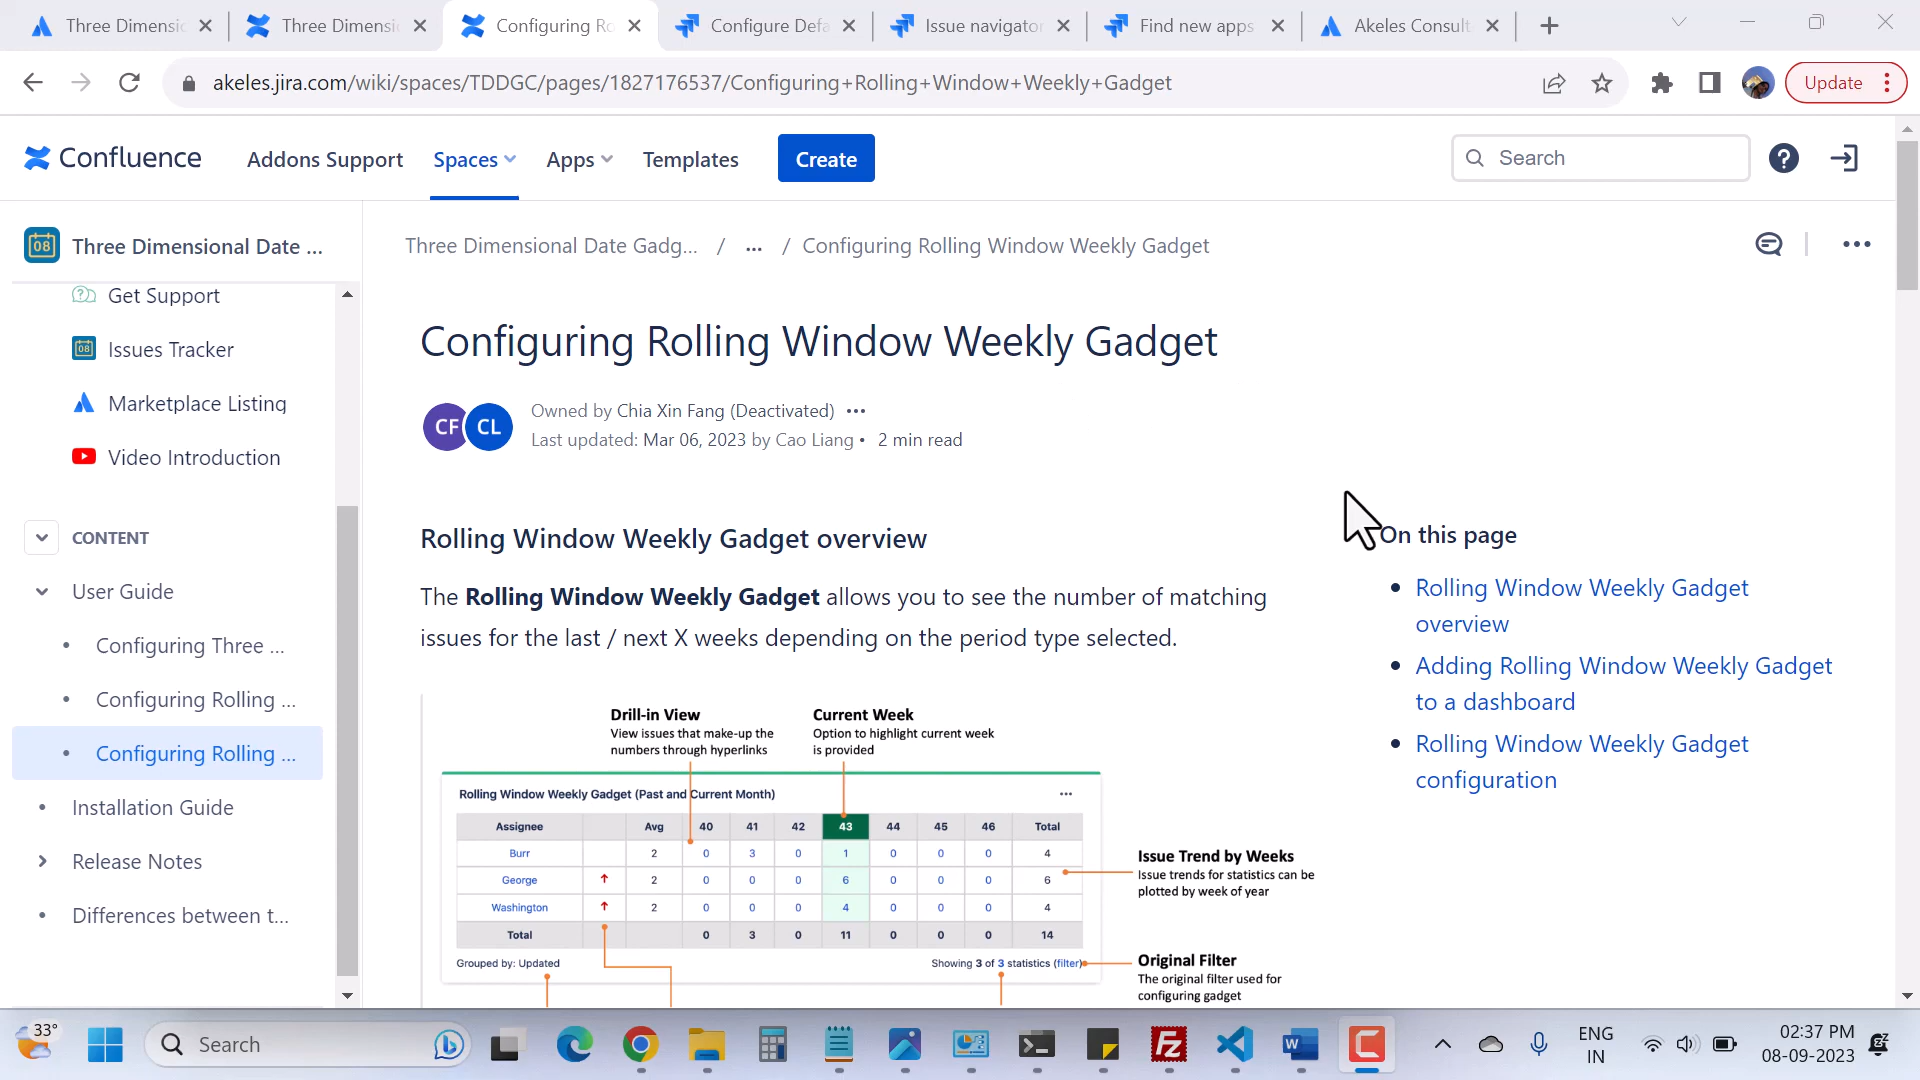 Three Dimensic
Three Dimensi
Configuring Ro
Configure Defa
Issue navigator
Find new apps
Akeles Consult
akeles.jira.com/wiki/spaces/TDDGC/pages/1827176537/Configuring+Rolling+Window+Weekly+Gadget
Update
Confluence
Addons Support
Spaces
Apps
Templates
Create
Search
08
Three Dimensional Date ...
Three Dimensional Date Gadg... / ... / Configuring Rolling Window Weekly Gadget
Get Support
08 Issues Tracker
Marketplace Listing
Video Introduction
CONTENT
User Guide
Configuring Three ...
Configuring Rolling ...
Configuring Rolling ...
Installation Guide
Release Notes
Differences between t...
Configuring Rolling Window Weekly Gadget
CF CL
Owned by Chia Xin Fang (Deactivated)
Last updated: Mar 06, 2023 by Cao Liang • 2 min read
Rolling Window Weekly Gadget overview
The Rolling Window Weekly Gadget allows you to see the number of matching
issues for the last / next X weeks depending on the period type selected.
Drill-in View
View issues that make-up the
numbers through hyperlinks
Current Week
Option to highlight current week
is provided
Rolling Window Weekly Gadget (Past and Current Month)
Assignee Avg 40 41 42 43 44 45 46 Total
Burr 2 0 3 0 1 0 0 0 4
George ↑ 2 0 0 0 6 0 0 0 6
Washington ↑ 2 0 0 0 4 0 0 0 4
Total 0 3 0 11 0 0 0 14
Grouped by: Updated
Showing 3 of 3 statistics (filter)
Issue Trend by Weeks
Issue trends for statistics can be
plotted by week of year
Original Filter
The original filter used for
configuring gadget
On this page
Rolling Window Weekly Gadget
overview
Adding Rolling Window Weekly Gadget
to a dashboard
Rolling Window Weekly Gadget
configuration
33°
Search
ENG
IN
02:37 PM
08-09-2023